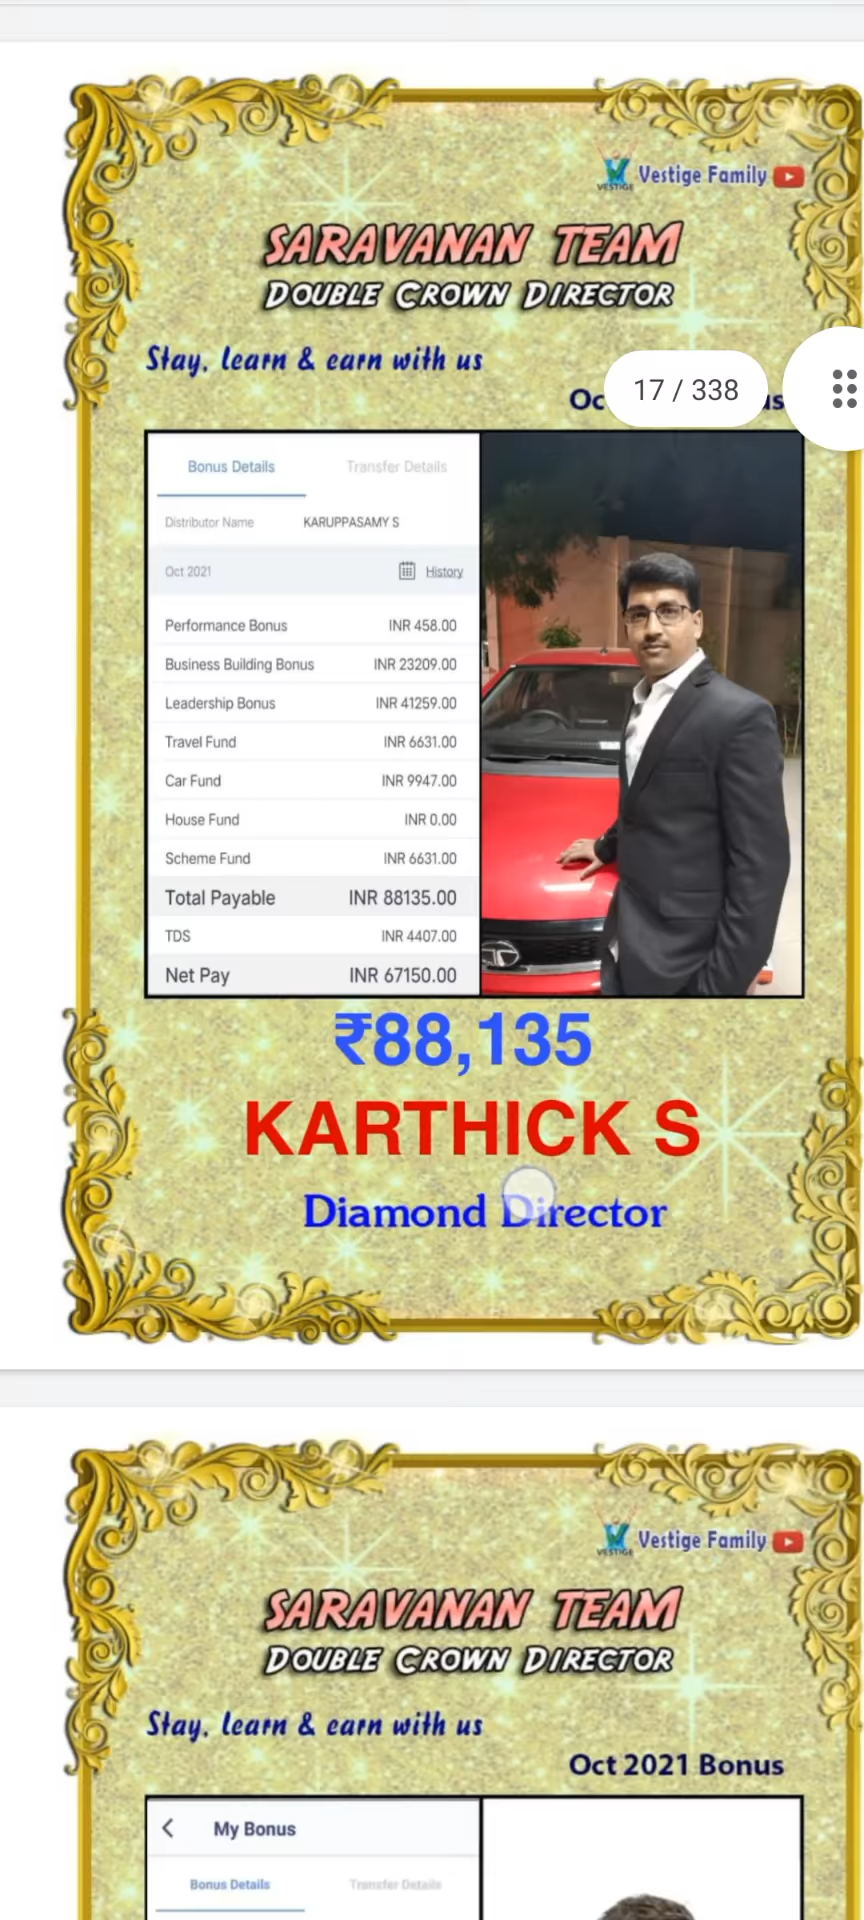 VESTIGE Vestige Family
SARAVANAN TEAM
DOUBLE CROWN DIRECTOR
Stay, learn & earn with us
17 / 338
Bonus Details Transfer Details
Distributor Name KARUPPASAMY S
Oct 2021 History
Performance Bonus INR 458.00
Business Building Bonus INR 23209.00
Leadership Bonus INR 41259.00
Travel Fund INR 6631.00
Car Fund INR 9947.00
House Fund INR 0.00
Scheme Fund INR 6631.00
Total Payable INR 88135.00
TDS INR 4407.00
Net Pay INR 67150.00
₹88,135
KARTHICK S
Diamond Director
VESTIGE Vestige Family
SARAVANAN TEAM
DOUBLE CROWN DIRECTOR
Stay, learn & earn with us
Oct 2021 Bonus
My Bonus
Bonus Details Transfer Details